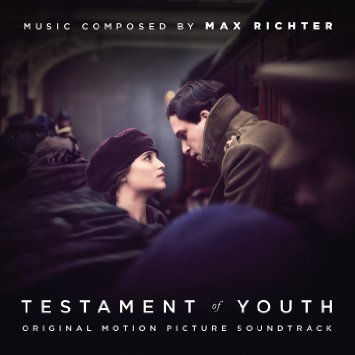 MUSIC COMPOSED BY MAX RICHTER
TESTAMENT of YOUTH
ORIGINAL MOTION PICTURE SOUNDTRACK